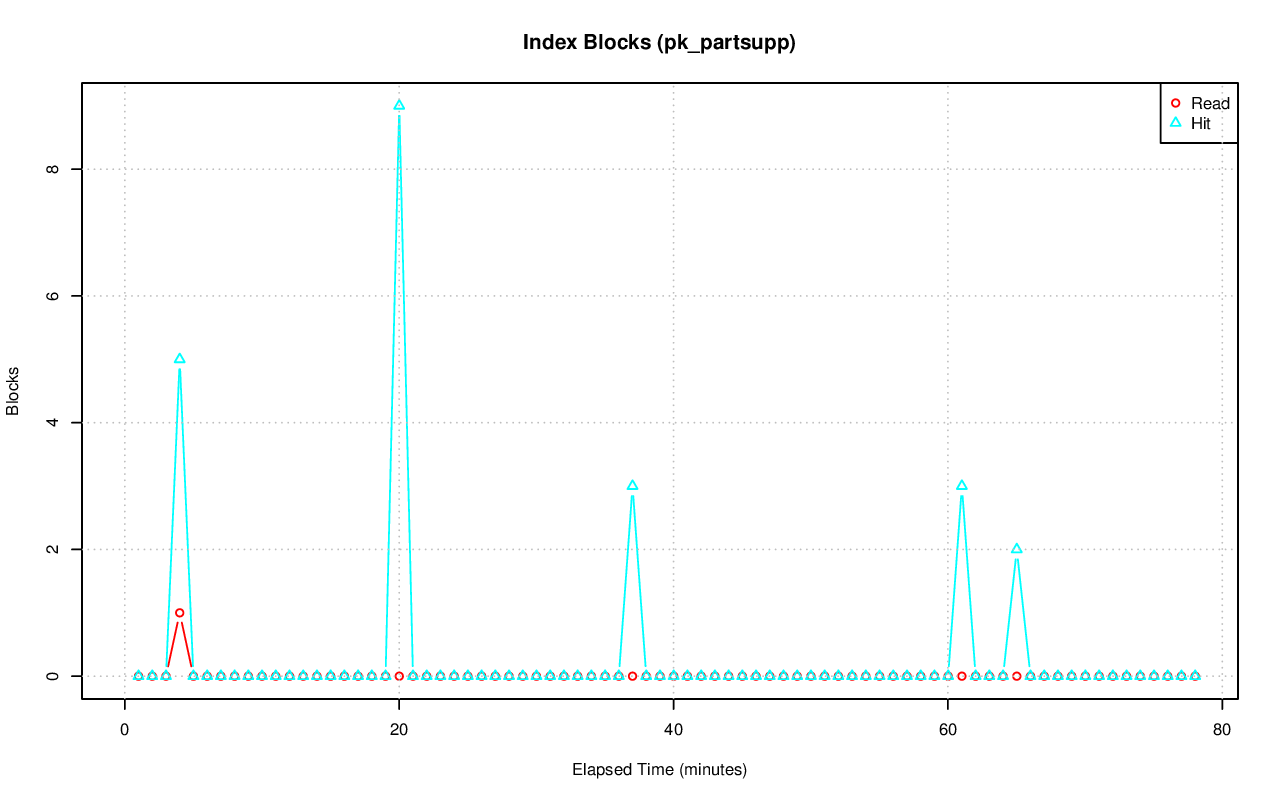 Index Blocks (pk_partsupp)
Read
Hit
Blocks
8
6
4
2
0
0 20 40 60 80
Elapsed Time (minutes)